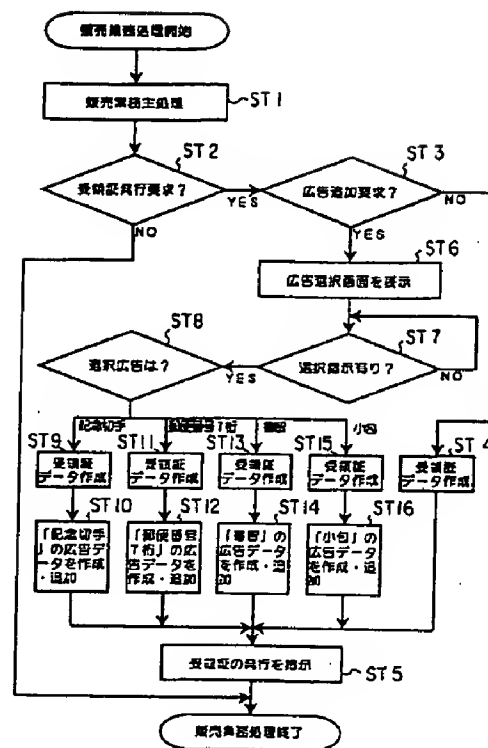 販売業務処理開始
販売業務主処理
ST1
ST2
受領証発行要求?
YES
NO
ST3
広告追加要求?
NO
YES
ST6
広告選択画面を表示
ST7
選択指示有り?
NO
YES
ST8
選択広告は?
記念切手
郵便番号7桁
書留
小包
ST9
受領証
データ作成
ST11
受領証
データ作成
ST13
受領証
データ作成
ST15
受領証
データ作成
ST4
受領証
データ作成
ST10
「記念切手
」の広告デー
タを作成
・追加
ST12
「郵便番号
7桁」の広
告データを
作成・追加
ST14
「書留」の
広告データ
を作成・追
加
ST16
「小包」の
広告データ
を作成・追
加
受領証の発行を指示
ST5
販売業務処理終了